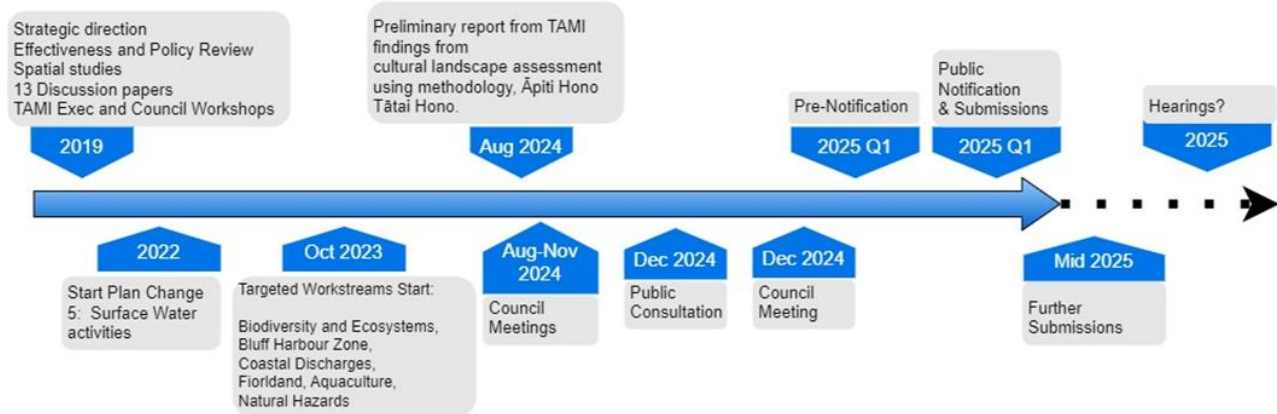 Strategic direction
Effectiveness and Policy Review
Spatial studies
13 Discussion papers
TAMI Exec and Council Workshops
2019
Preliminary report from TAMI
findings from
cultural landscape assessment
using methodology, Āpiti Hono
Tātai Hono.
Aug 2024
Pre-Notification
2025 Q1
Public
Notification
& Submissions
2025 Q1
Hearings?
2025
2022
Start Plan Change
5: Surface Water
activities
Oct 2023
Targeted Workstreams Start:
Biodiversity and Ecosystems,
Bluff Harbour Zone,
Coastal Discharges,
Fiorldand, Aquaculture,
Natural Hazards
Aug-Nov
2024
Council
Meetings
Dec 2024
Public
Consultation
Dec 2024
Council
Meeting
Mid 2025
Further
Submissions